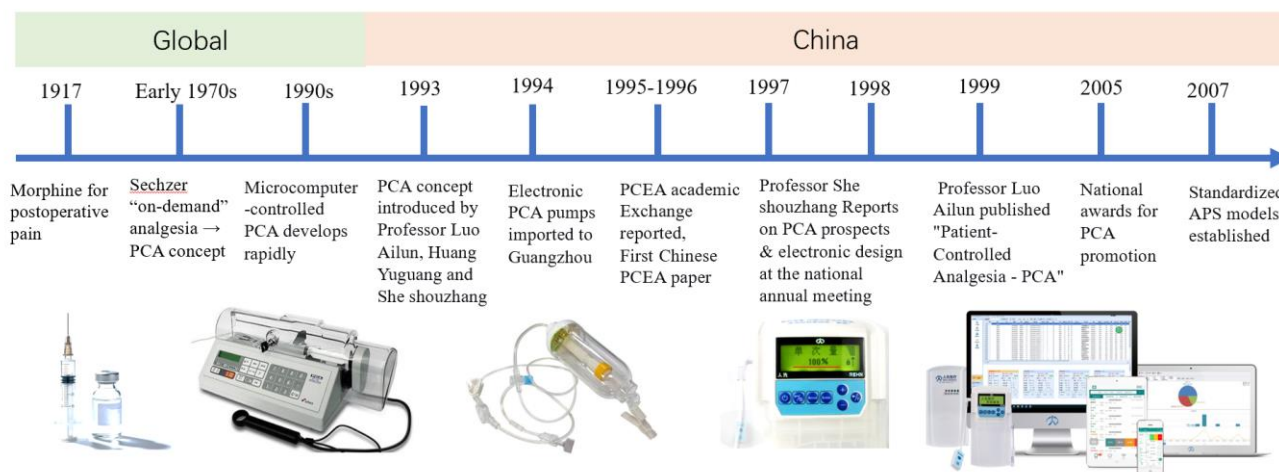 Global
China
1917
Early 1970s
1990s
1993
1994
1995-1996
1997
1998
1999
2005
2007
Morphine for
postoperative
pain
Sechzer
“on-demand”
analgesia →
PCA concept
Microcomputer
-controlled
PCA develops
rapidly
PCA concept
introduced by
Professor Luo
Ailun, Huang
Yuguang and
She shouzhang
Electronic
PCA pumps
imported to
Guangzhou
PCEA academic
Exchange
reported,
First Chinese
PCEA paper
Professor She
shouzhang Reports
on PCA prospects
& electronic design
at the national
annual meeting
Professor Luo
Ailun published
"Patient-
Controlled
Analgesia - PCA"
National
awards for
PCA
promotion
Standardized
APS models
established
100%